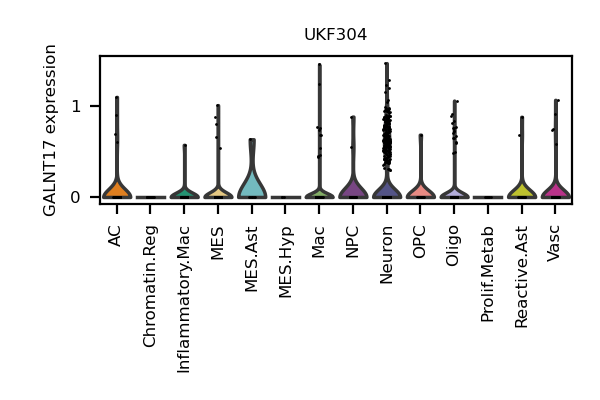 UKF304
GALNT17 expression
1
0
AC
Chromatin.Reg
Inflammatory.Mac
MES
MES.Ast
MES.Hyp
Mac
NPC
Neuron
OPC
Oligo
Prolif.Metab
Reactive.Ast
Vasc